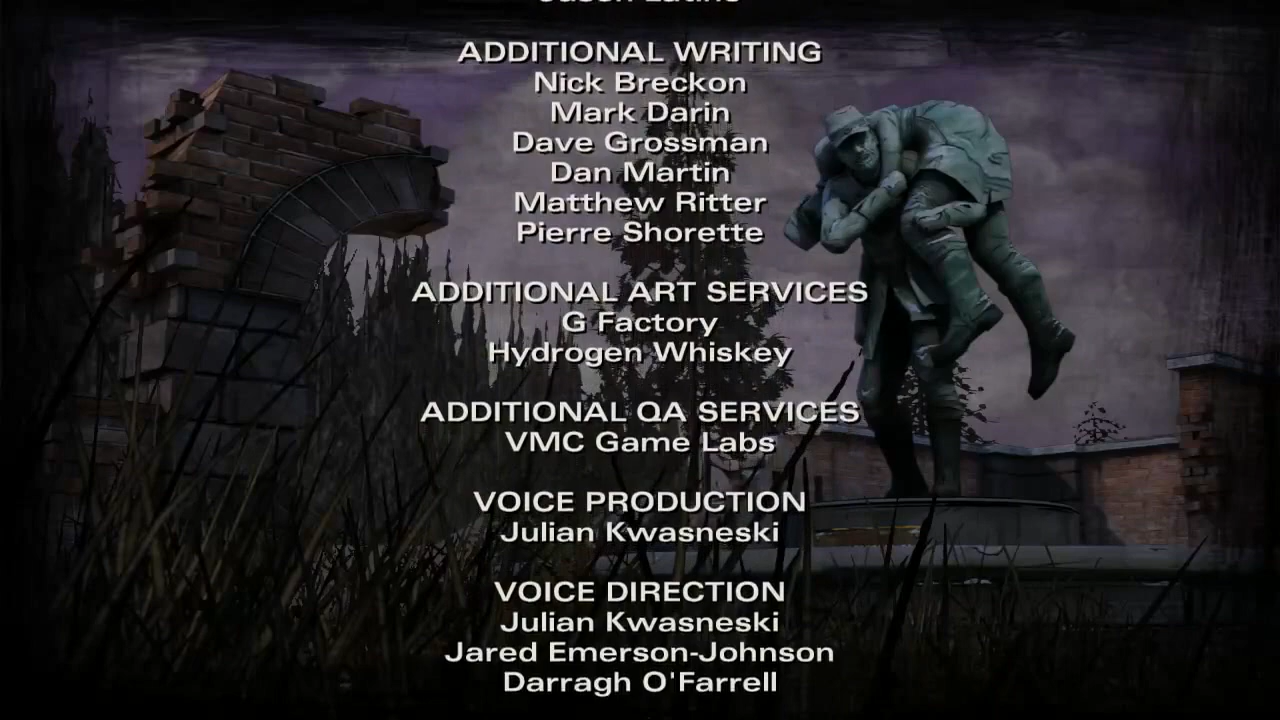 ADDITIONAL WRITING
Nick Breckon
Mark Darin
Dave Grossman
Dan Martin
Matthew Ritter
Pierre Shorette
ADDITIONAL ART SERVICES
G Factory
Hydrogen Whiskey
ADDITIONAL QA SERVICES
VMC Game Labs
VOICE PRODUCTION
Julian Kwasneski
VOICE DIRECTION
Julian Kwasneski
Jared Emerson-Johnson
Darragh O'Farrell